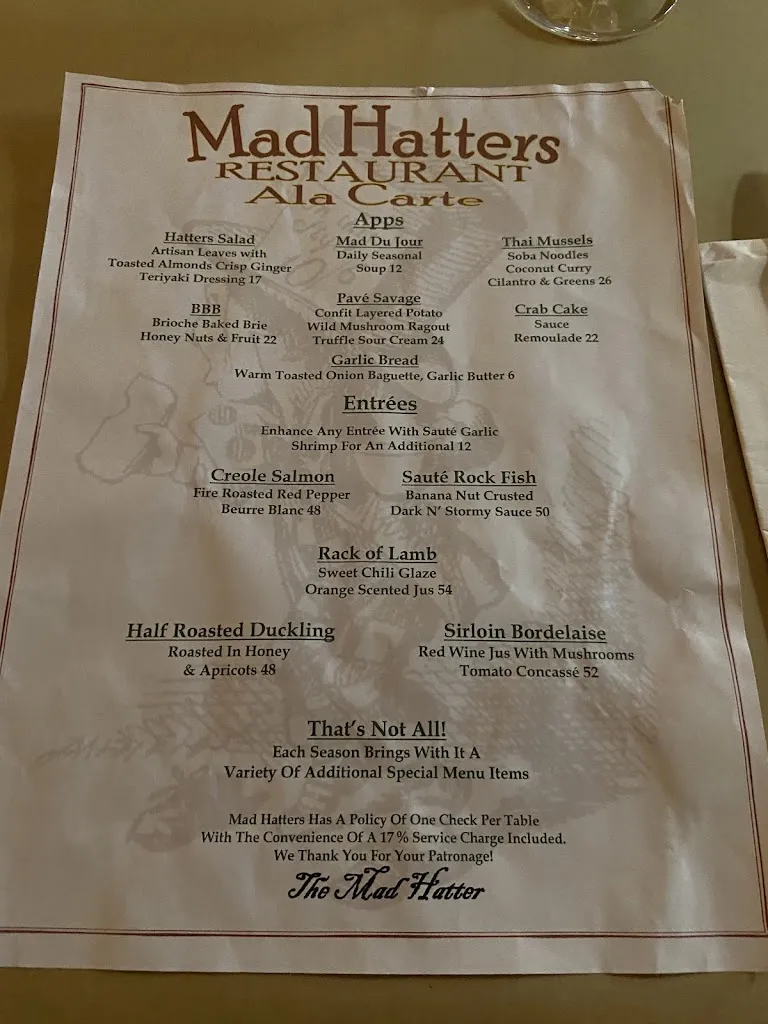 Mad Hatters
RESTAURANT
Ala Carte
Apps
Hatters Salad
Artisan Leaves with
Toasted Almonds Crisp Ginger
Teriyaki Dressing 17
Mad Du Jour
Daily Seasonal
Soup 12
Thai Mussels
Soba Noodles
Coconut Curry
Cilantro & Greens 26
BBB
Brioche Baked Brie
Honey Nuts & Fruit 22
Pavé Savage
Confit Layered Potato
Wild Mushroom Ragout
Truffle Sour Cream 24
Crab Cake
Sauce
Remoulade 22
Garlic Bread
Warm Toasted Onion Baguette, Garlic Butter 6
Entrées
Enhance Any Entrée With Sauté Garlic
Shrimp For An Additional 12
Creole Salmon
Fire Roasted Red Pepper
Beurre Blanc 48
Sauté Rock Fish
Banana Nut Crusted
Dark N' Stormy Sauce 50
Rack of Lamb
Sweet Chili Glaze
Orange Scented Jus 54
Half Roasted Duckling
Roasted In Honey
& Apricots 48
Sirloin Bordelaise
Red Wine Jus With Mushrooms
Tomato Concassé 52
That's Not All!
Each Season Brings With It A
Variety Of Additional Special Menu Items
Mad Hatters Has A Policy Of One Check Per Table
With The Convenience Of A 17% Service Charge Included.
We Thank You For Your Patronage!
The Mad Hatter